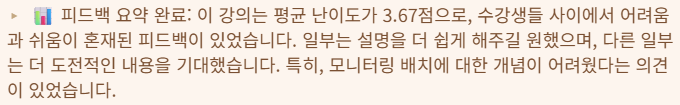 ▸ 📊 피드백 요약 완료: 이 강의는 평균 난이도가 3.67점으로, 수강생들 사이에서 어려움
과 쉬움이 혼재된 피드백이 있었습니다. 일부는 설명을 더 쉽게 해주길 원했으며, 다른 일부
는 더 도전적인 내용을 기대했습니다. 특히, 모니터링 배치에 대한 개념이 어려웠다는 의견
이 있었습니다.